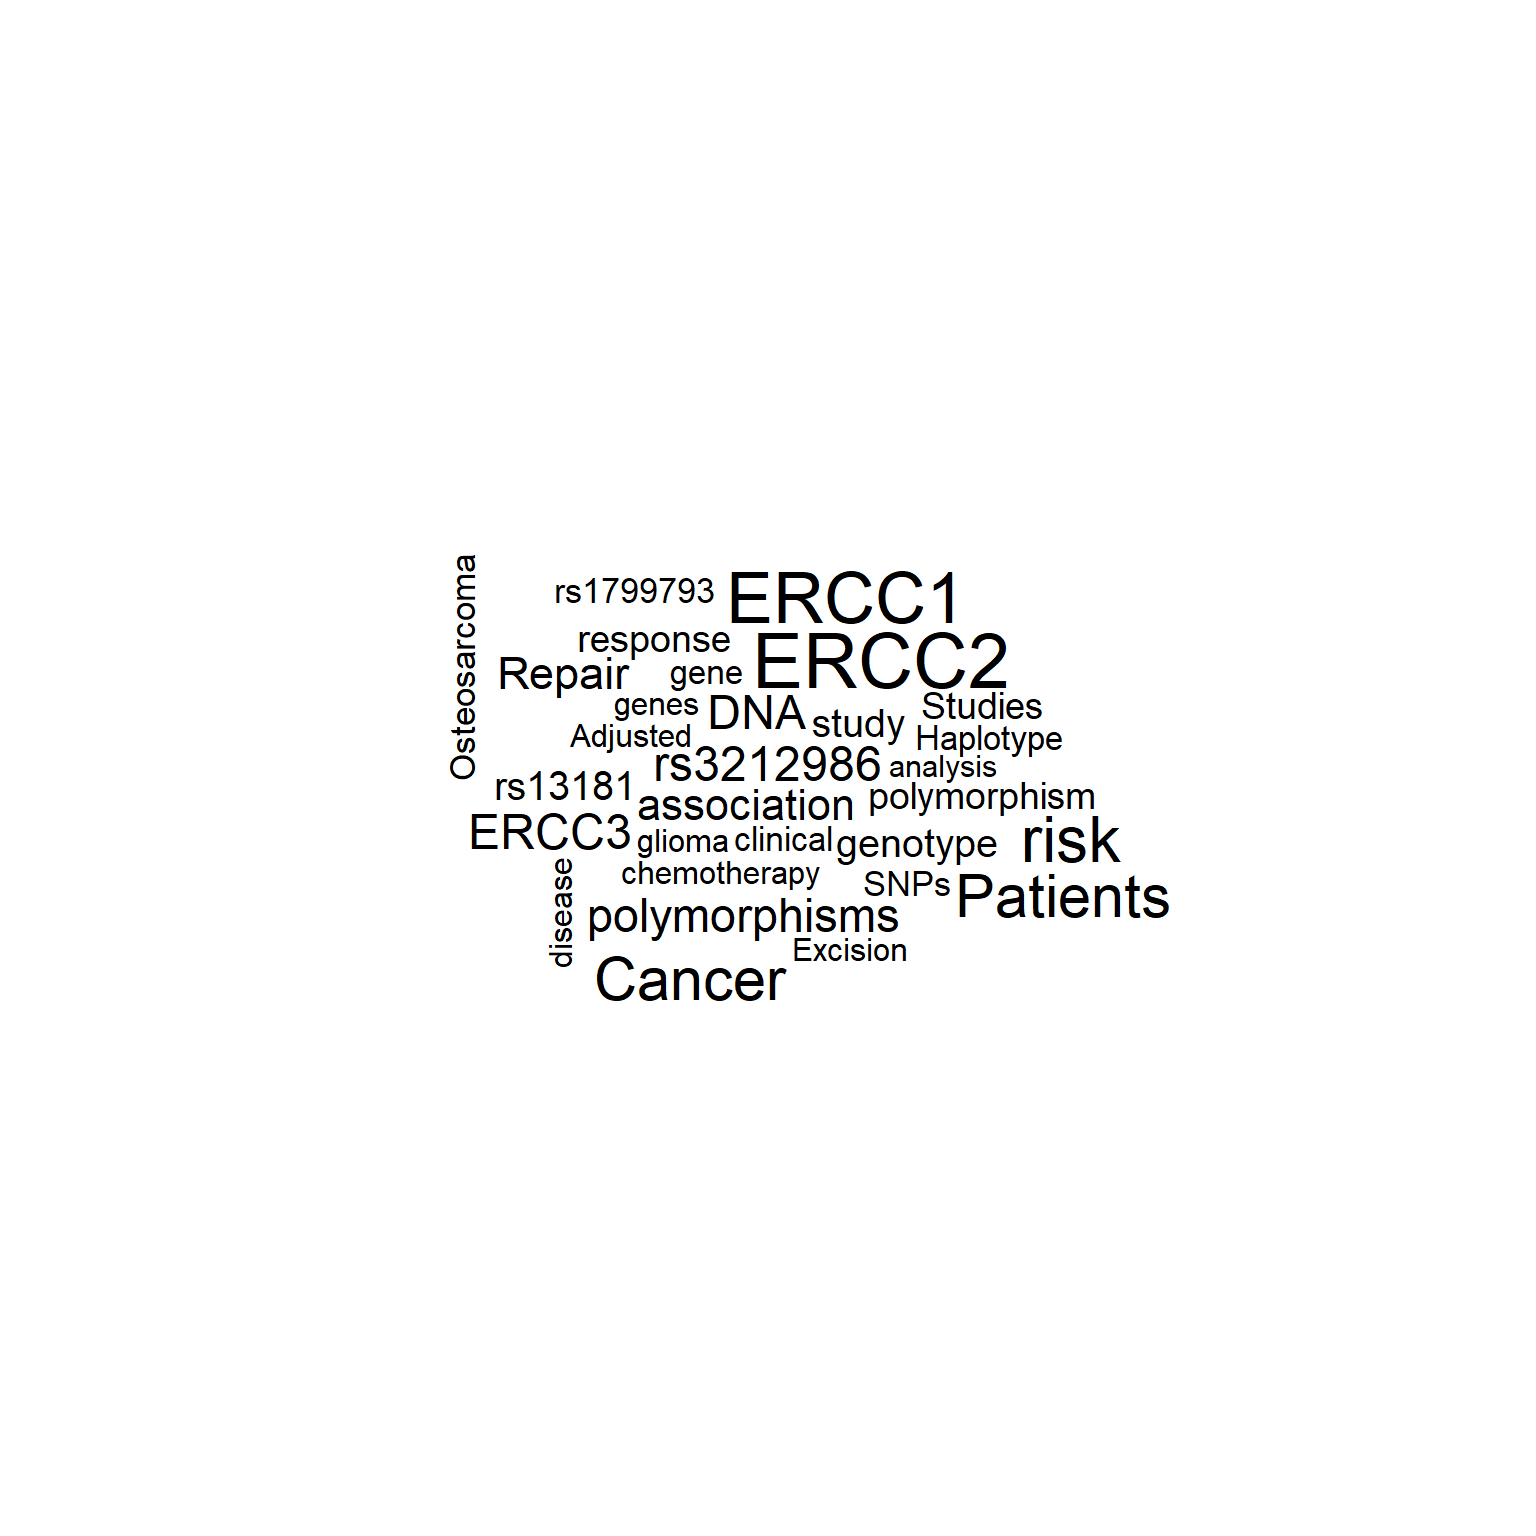 Osteosarcoma
rs1799793
ERCC1
response
ERCC2
Repair
gene
genes
DNA
study
Studies
Adjusted
Haplotype
rs3212986
analysis
rs13181
association
polymorphism
ERCC3
glioma
clinical
genotype
risk
disease
chemotherapy
SNPs
Patients
polymorphisms
Excision
Cancer